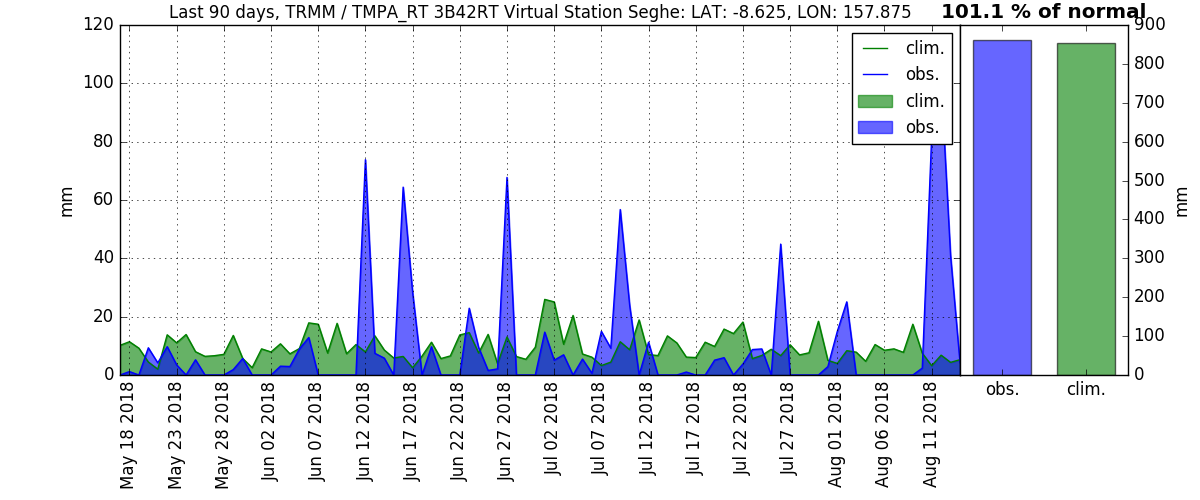 Last 90 days, TRMM / TMPA_RT 3B42RT Virtual Station Seghe: LAT: -8.625, LON: 157.875
101.1 % of normal
mm
120
100
80
60
40
20
0
clim.
obs.
clim.
obs.
May 18 2018
May 23 2018
May 28 2018
Jun 02 2018
Jun 07 2018
Jun 12 2018
Jun 17 2018
Jun 22 2018
Jun 27 2018
Jul 02 2018
Jul 07 2018
Jul 12 2018
Jul 17 2018
Jul 22 2018
Jul 27 2018
Aug 01 2018
Aug 06 2018
Aug 11 2018
900
800
700
600
500
400
300
200
100
0
mm
obs.
clim.